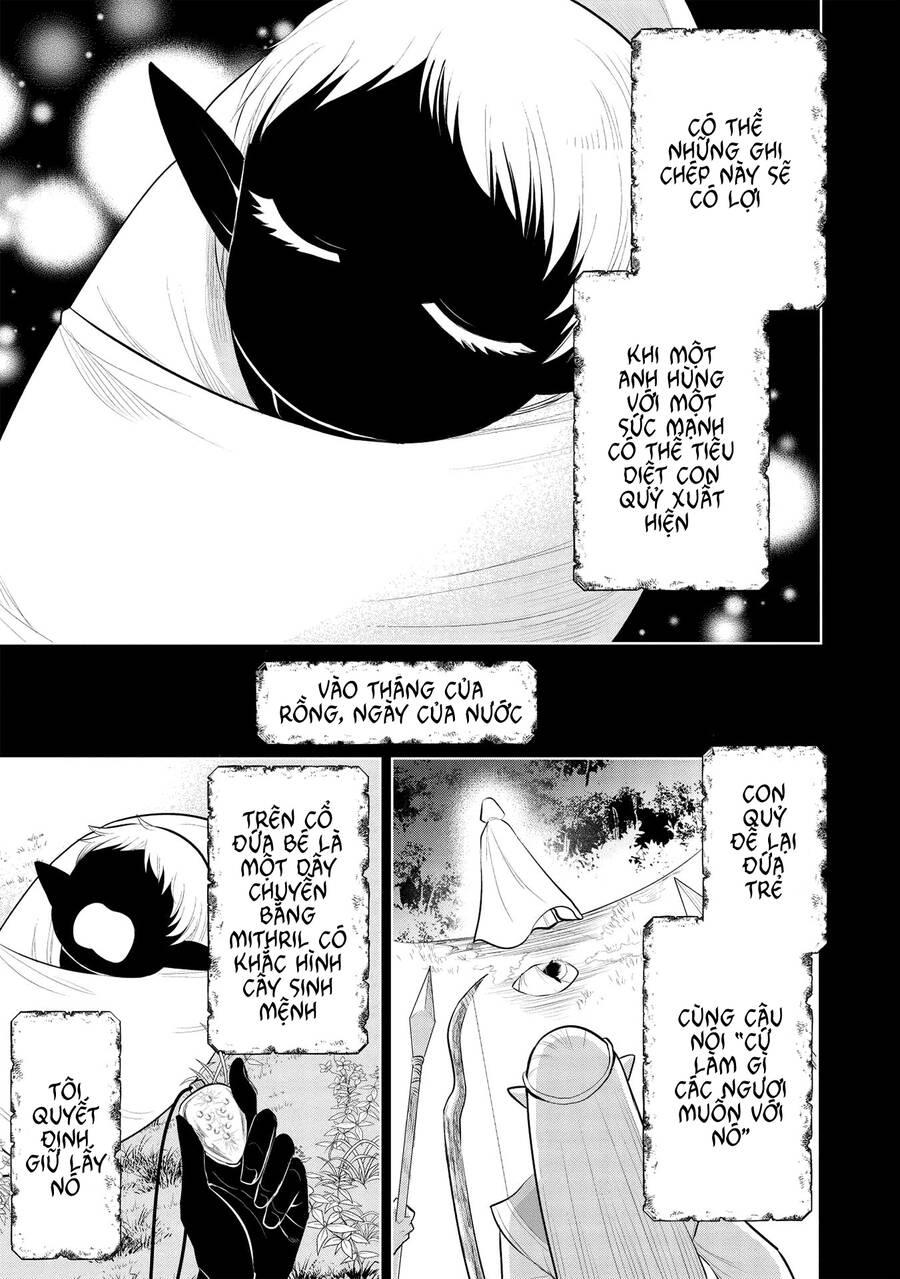 CÓ THỂ
NHỮNG GHI
CHÉP NÀY SẼ
CÓ LỢI
KHI MỘT
ANH HÙNG
VỚI MỘT
SỨC MẠNH
CÓ THỂ TIÊU
DIỆT CON
QUỶ XUẤT
HIỆN
VÀO THÁNG CỦA
RỒNG, NGÀY CỦA NƯỚC
CON
QUỶ
ĐỂ LẠI
ĐỨA
TRẺ
CÙNG CÂU
NÓI "CỨ
LÀM GÌ
CÁC NGƯƠI
MUỐN VỚI
NÓ"
TRÊN CỔ
ĐỨA BÉ LÀ
MỘT DÂY
CHUYỀN
BẰNG
MITHRIL CÓ
KHẮC HÌNH
CÂY SINH
MỆNH
TÔI
QUYẾT
ĐỊNH
GIỮ LẤY
NÓ